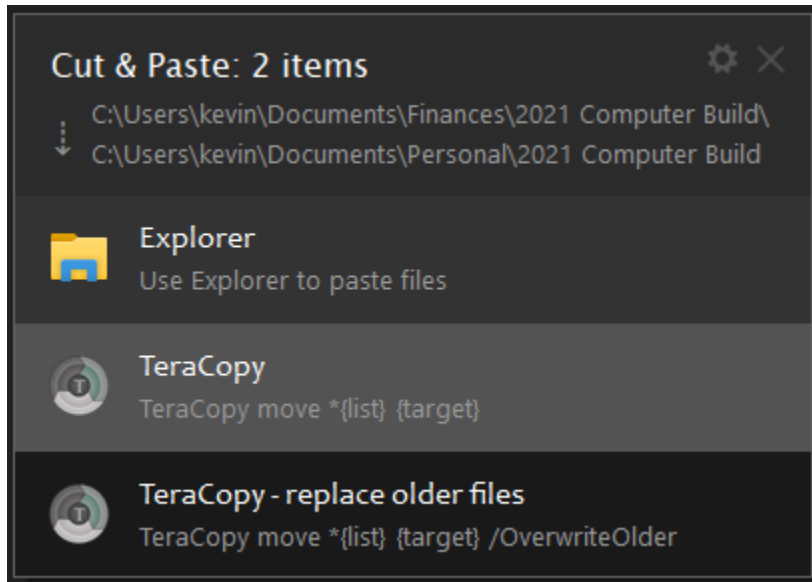 Cut & Paste: 2 items
C:\Users\kevin\Documents\Finances\2021 Computer Build\
C:\Users\kevin\Documents\Personal\2021 Computer Build
Explorer
Use Explorer to paste files
TeraCopy
TeraCopy move *{list} {target}
TeraCopy - replace older files
TeraCopy move *{list} {target} /OverwriteOlder